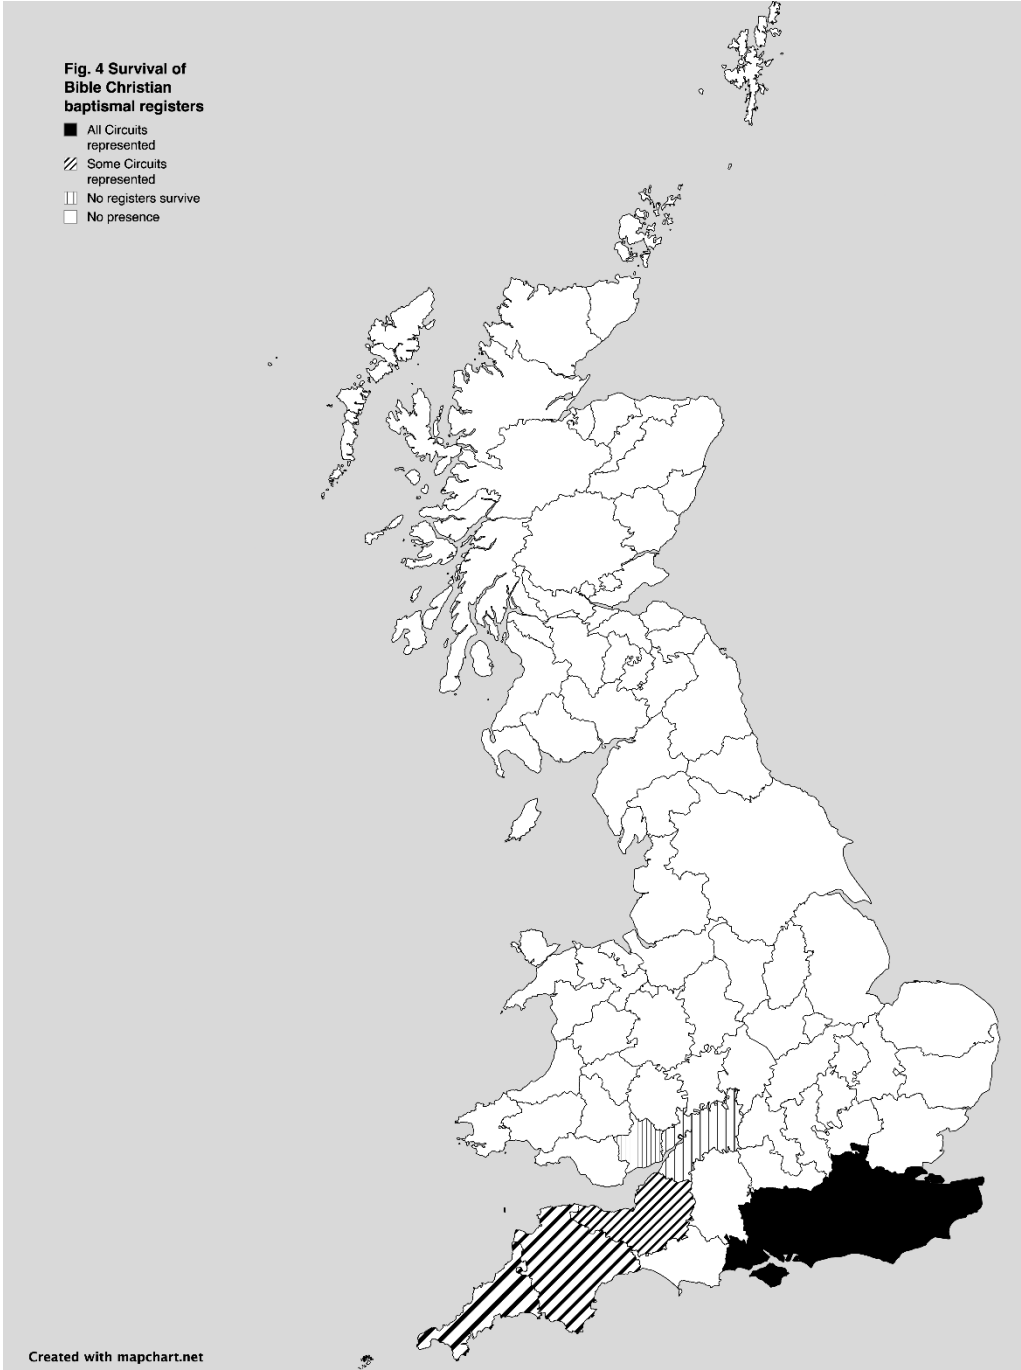 Fig. 4 Survival of
Bible Christian
baptismal registers
All Circuits
represented
Some Circuits
represented
No registers survive
No presence
Created with mapchart.net